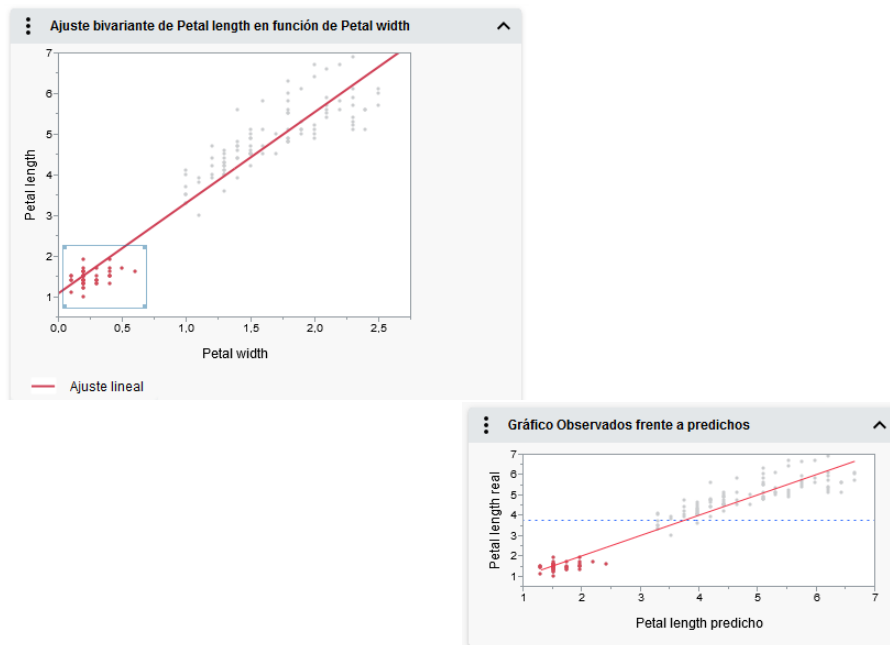 Ajuste bivariante de Petal length en función de Petal width
7
6
5
4
3
2
1
Petal length
0,0 0,5 1,0 1,5 2,0 2,5
Petal width
Ajuste lineal
Gráfico Observados frente a predichos
7
6
5
4
3
2
1
Petal length real
1 2 3 4 5 6 7
Petal length predicho